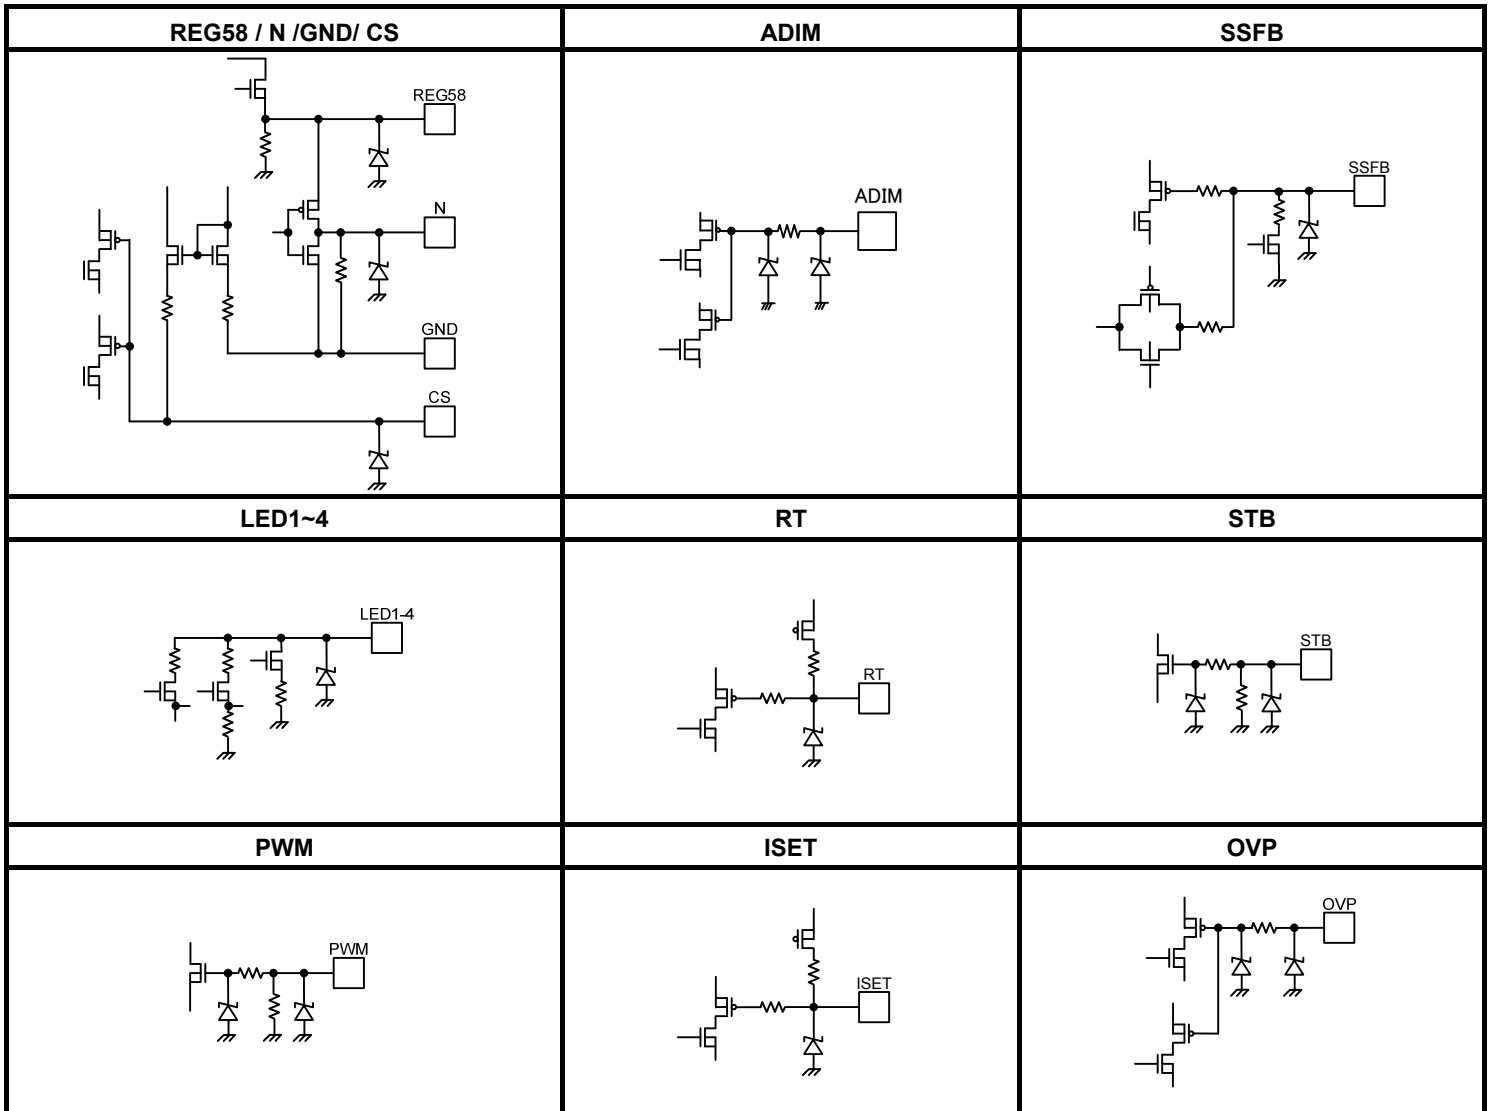 REG58 / N /GND/ CS
ADIM
SSFB
REG58
N
GND
CS
ADIM
SSFB
LED1~4
RT
STB
LED1-4
RT
STB
PWM
ISET
OVP
PWM
ISET
OVP